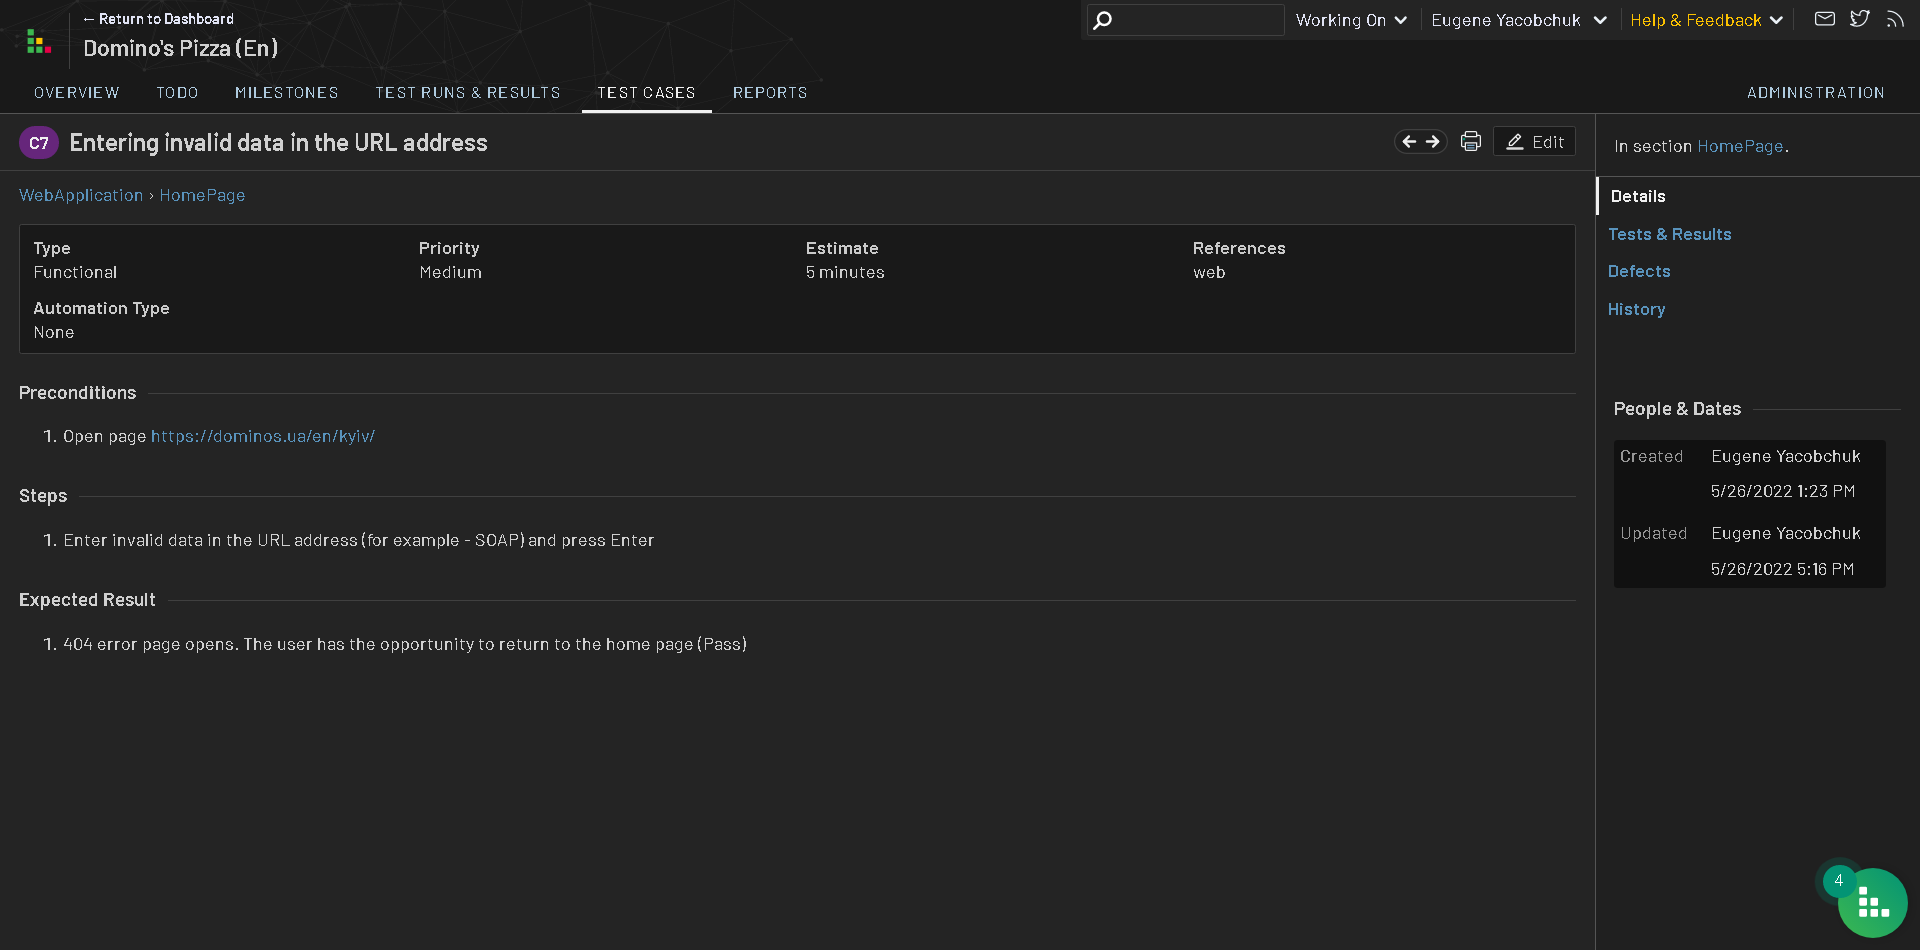 ← Return to Dashboard
Domino's Pizza (En)
Working On
Eugene Yacobchuk
Help & Feedback
OVERVIEW
TODO
MILESTONES
TEST RUNS & RESULTS
TEST CASES
REPORTS
ADMINISTRATION
C7
Entering invalid data in the URL address
Edit
WebApplication › HomePage
Type
Functional
Priority
Medium
Estimate
5 minutes
References
web
Automation Type
None
Preconditions
1. Open page https://dominos.ua/en/kyiv/
Steps
1. Enter invalid data in the URL address (for example - SOAP) and press Enter
Expected Result
1. 404 error page opens. The user has the opportunity to return to the home page (Pass)
In section HomePage.
Details
Tests & Results
Defects
History
People & Dates
Created
Eugene Yacobchuk
5/26/2022 1:23 PM
Updated
Eugene Yacobchuk
5/26/2022 5:16 PM
4